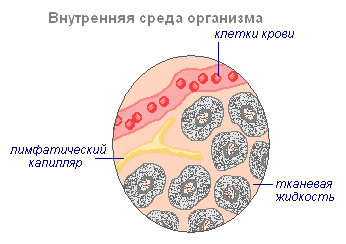 Внутренняя среда организма
клетки крови
лимфатический
капилляр
тканевая
жидкость